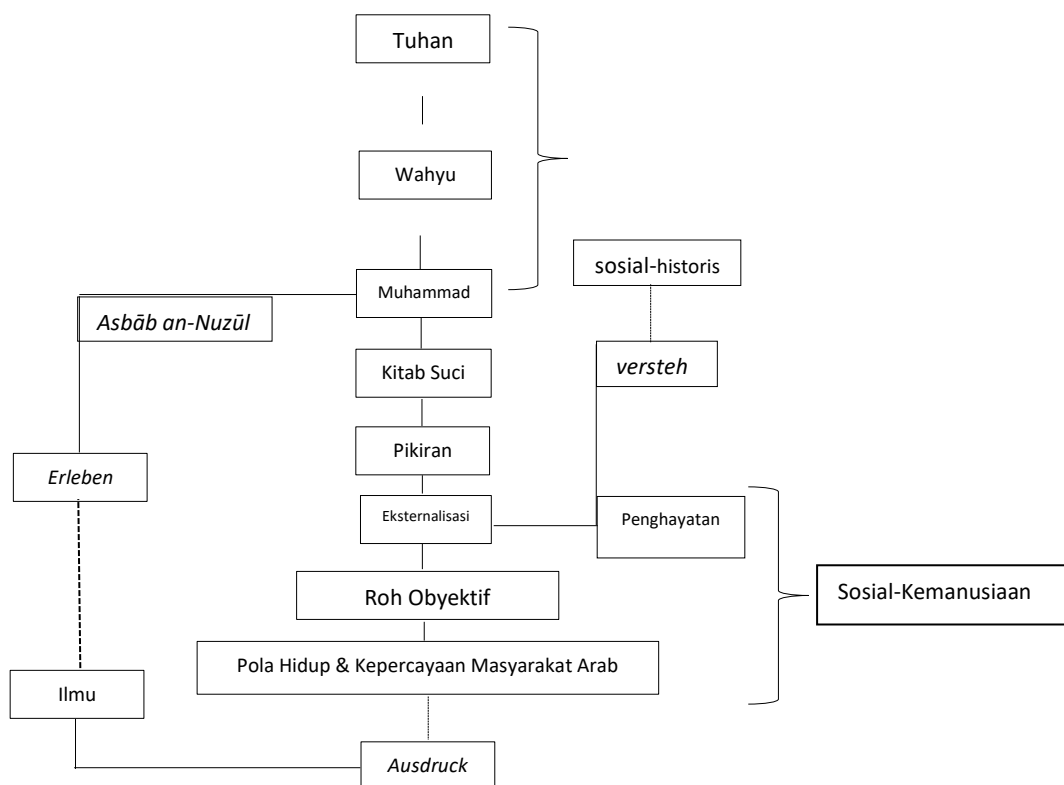 Tuhan
Wahyu
sosial-historis
Muhammad
Asbāb an-Nuzūl
Kitab Suci
versteh
Pikiran
Erleben
Eksternalisasi
Penghayatan
Sosial-Kemanusiaan
Roh Obyektif
Pola Hidup & Kepercayaan Masyarakat Arab
Ilmu
Ausdruck